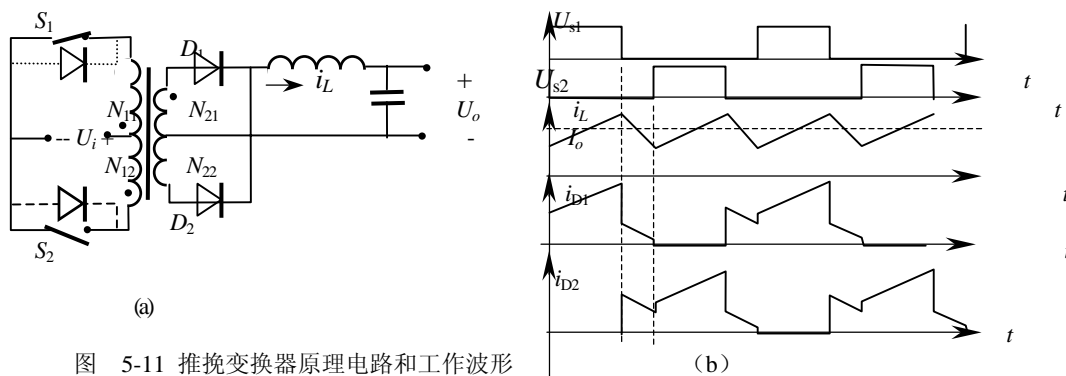 S1
D1
iL
+
Uo
-
N11
N21
-- Ui +
N12
N22
D2
S2
(a)
Us1
t
Us2
t
iL
Io
iD1
t
t
iD2
t
(b)
图 5-11 推挽变换器原理电路和工作波形